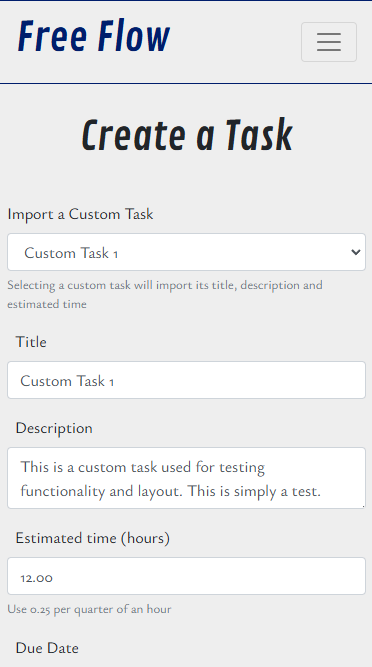 Free Flow
Create a Task
Import a Custom Task
Custom Task 1
Selecting a custom task will import its title, description and
estimated time
Title
Custom Task 1
Description
This is a custom task used for testing
functionality and layout. This is simply a test.
Estimated time (hours)
12.00
Use 0.25 per quarter of an hour
Due Date